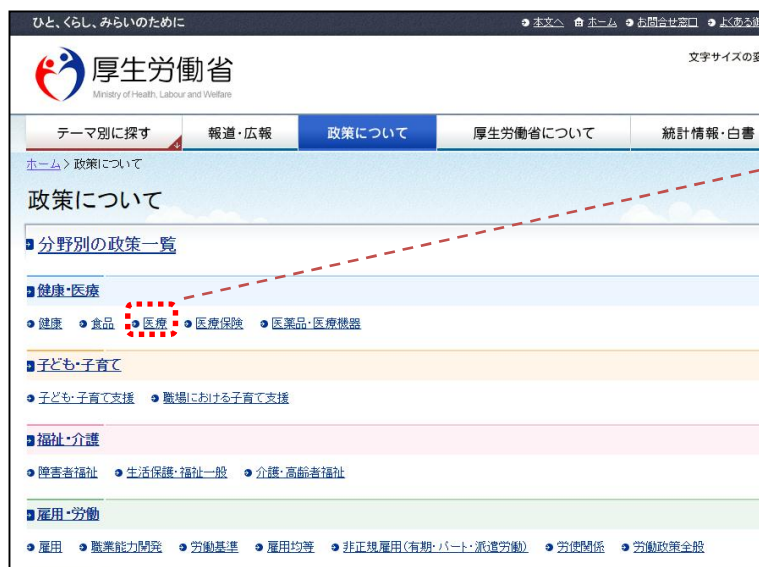 ひと、くらし、みらいのために
本文へ ホーム お問合せ窓口 よくある
厚生労働省
Ministry of Health, Labour and Welfare
文字サイズの変
テーマ別に探す 報道・広報 政策について 厚生労働省について 統計情報・白書
ホーム > 政策について
政策について
分野別の政策一覧
健康・医療
健康 食品 医療 医療保険 医薬品・医療機器
子ども・子育て
子ども・子育て支援 職場における子育て支援
福祉・介護
障害者福祉 生活保護・福祉一般 介護・高齢者福祉
雇用・労働
雇用 職業能力開発 労働基準 雇用均等 非正規雇用(有期・パート・派遣労働) 労使関係 労働政策全般